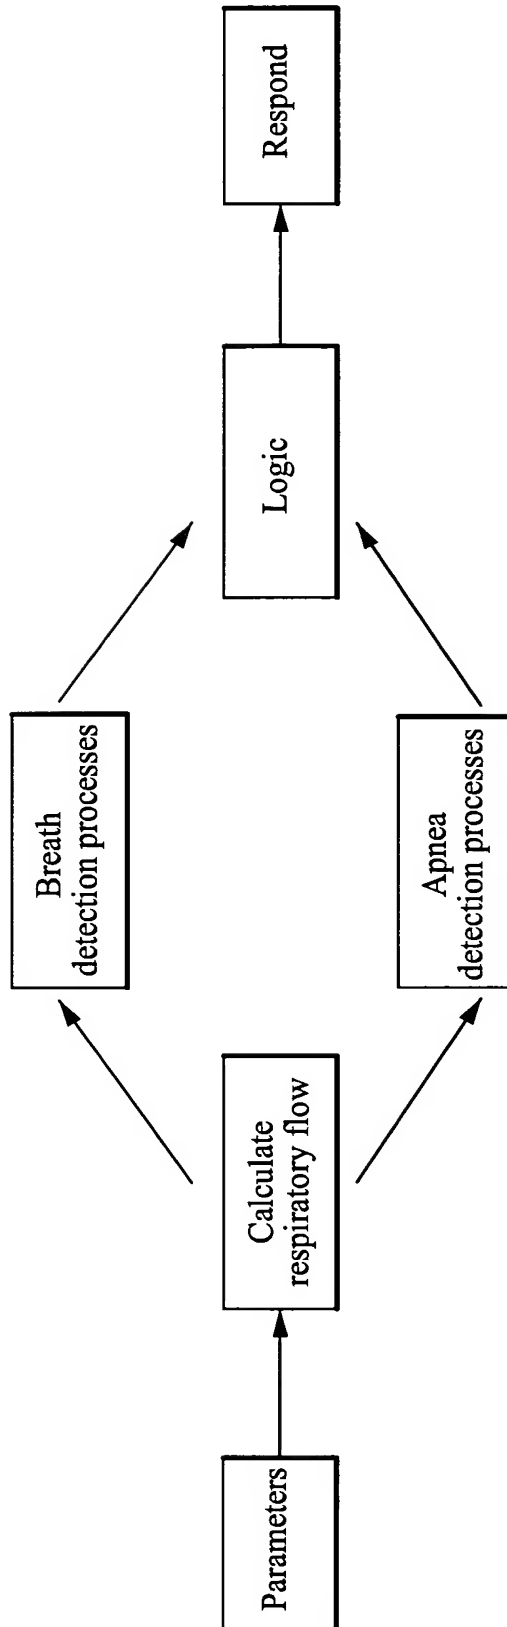 Parameters
Calculate
respiratory flow
Breath
detection processes
Apnea
detection processes
Logic
Respond